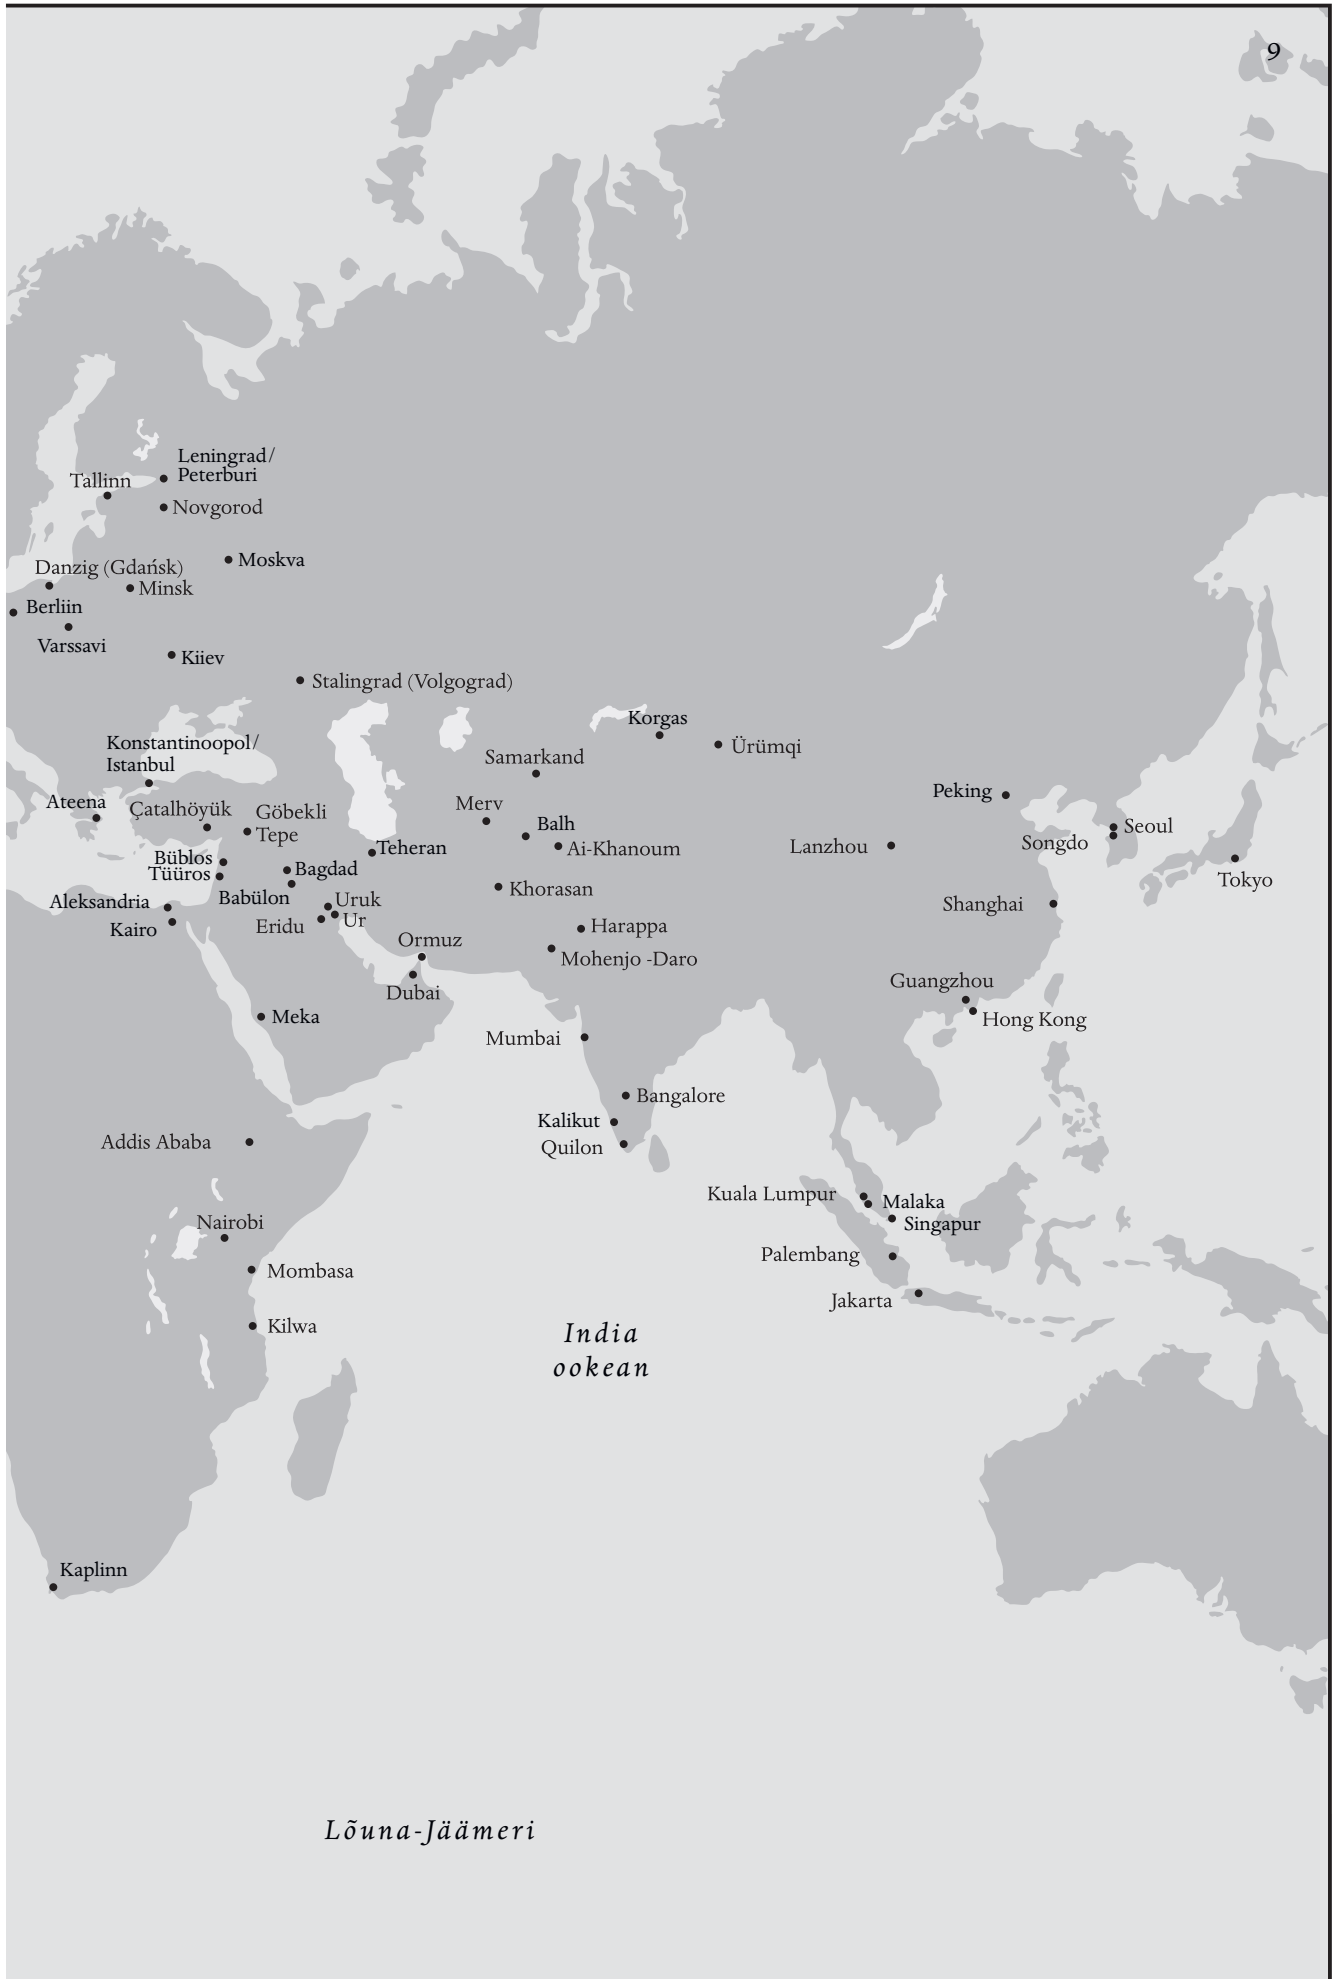 9
Leningrad/
Peterburi
Tallinn
Novgorod
Moskva
Danzig (Gdańsk)
Minsk
Berliin
Varssavi
Kiiev
Stalingrad (Volgograd)
Korgas
Ürümqi
Konstantinoopol/
Istanbul
Samarkand
Peking
Ateena
Çatalhöyük
Göbekli
Tepe
Merv
Balh
Ai-Khanoum
Lanzhou
Songdo
Seoul
Tokyo
Teheran
Büblos
Tüüros
Bagdad
Babülon
Khorasan
Aleksandria
Kairo
Uruk
Ur
Eridu
Shanghai
Harappa
Ormuz
Mohenjo -Daro
Dubai
Guangzhou
Hong Kong
Meka
Mumbai
Bangalore
Kalikut
Quilon
Addis Ababa
Kuala Lumpur
Malaka
Singapur
Nairobi
Palembang
Mombasa
Jakarta
Kilwa
India
ookean
Kaplinn
Lõuna-Jäämeri